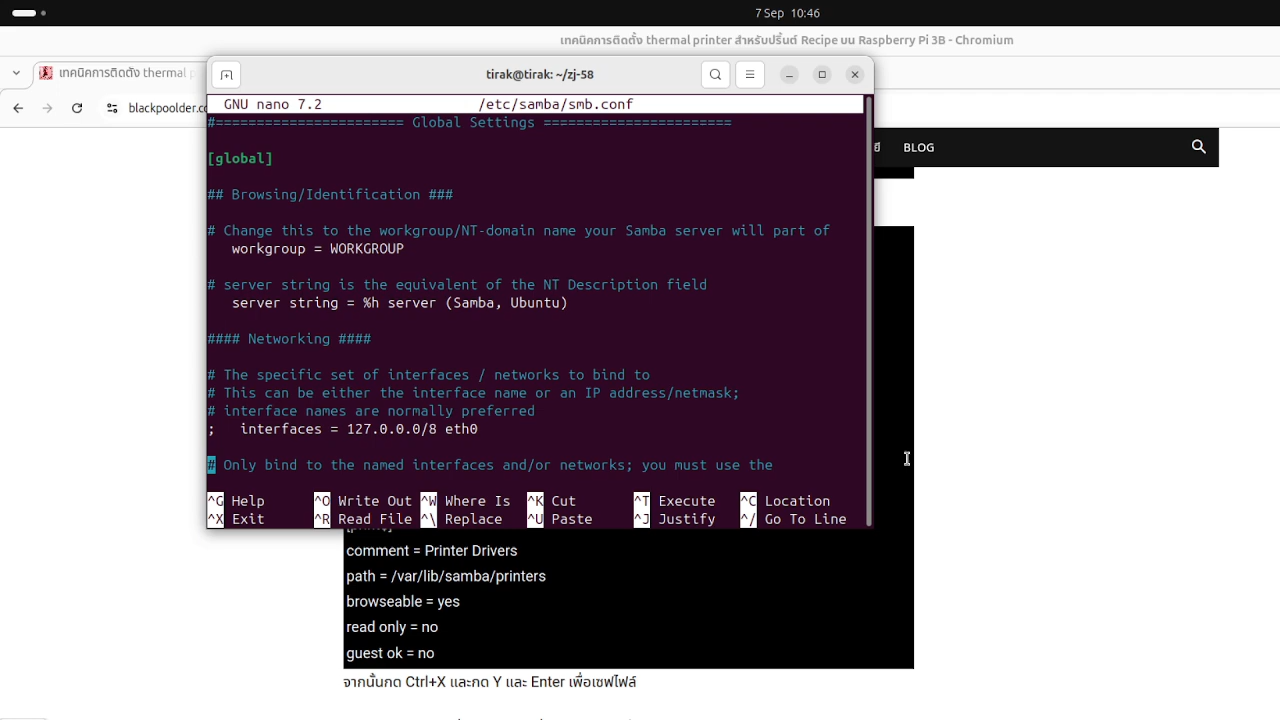 7 Sep 10:46
เทคนิคการติดตั้ง thermal printer สำหรับปริ้นต์ Recipe บน Raspberry Pi 3B - Chromium
เทคนิคการติดตั้ง thermal p
tirak@tirak: ~/zj-58
blackpoolder.co
GNU nano 7.2 /etc/samba/smb.conf
#======================= Global Settings =======================
BLOG
[global]
## Browsing/Identification ###
# Change this to the workgroup/NT-domain name your Samba server will part of
workgroup = WORKGROUP
# server string is the equivalent of the NT Description field
server string = %h server (Samba, Ubuntu)
#### Networking ####
# The specific set of interfaces / networks to bind to
# This can be either the interface name or an IP address/netmask;
# interface names are normally preferred
; interfaces = 127.0.0.0/8 eth0
# Only bind to the named interfaces and/or networks; you must use the
^G Help ^O Write Out ^W Where Is ^K Cut ^T Execute ^C Location
^X Exit ^R Read File ^\ Replace ^U Paste ^J Justify ^/ Go To Line
comment = Printer Drivers
path = /var/lib/samba/printers
browseable = yes
read only = no
guest ok = no
จากนั้นกด Ctrl+X และกด Y และ Enter เพื่อเซฟไฟล์